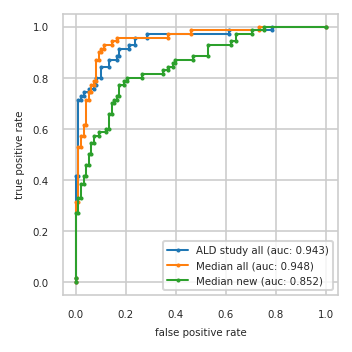 1.0
0.8
0.6
0.4
0.2
0.0
true positive rate
ALD study all (auc: 0.943)
Median all (auc: 0.948)
Median new (auc: 0.852)
0.0 0.2 0.4 0.6 0.8 1.0
false positive rate